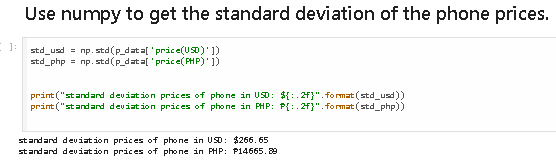 Use numpy to get the standard deviation of the phone prices.
[ ]:
std_usd = np.std(p_data['price(USD)'])
std_php = np.std(p_data['price(PHP)'])
print("standard deviation prices of phone in USD: ${:.2f}".format(std_usd))
print("standard deviation prices of phone in PHP: ₱{:.2f}".format(std_php))
standard deviation prices of phone in USD: $266.65
standard deviation prices of phone in PHP: ₱14665.89